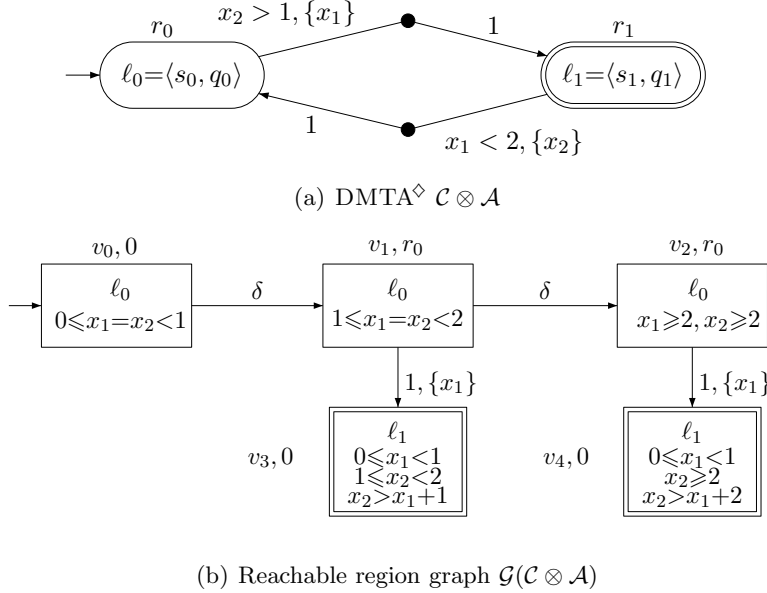 x₂ > 1, {x₁}
r₀
1
r₁
ℓ₀=⟨s₀, q₀⟩
ℓ₁=⟨s₁, q₁⟩
1
x₁ < 2, {x₂}
(a) DMTA◇ 𝒞 ⊗ 𝒜
v₀, 0
v₁, r₀
v₂, r₀
ℓ₀
0⩽x₁=x₂<1
δ
ℓ₀
1⩽x₁=x₂<2
δ
ℓ₀
x₁⩾2, x₂⩾2
1, {x₁}
1, {x₁}
v₃, 0
ℓ₁
0⩽x₁<1
1⩽x₂<2
x₂>x₁+1
v₄, 0
ℓ₁
0⩽x₁<1
x₂⩾2
x₂>x₁+2
(b) Reachable region graph 𝒢(𝒞 ⊗ 𝒜)